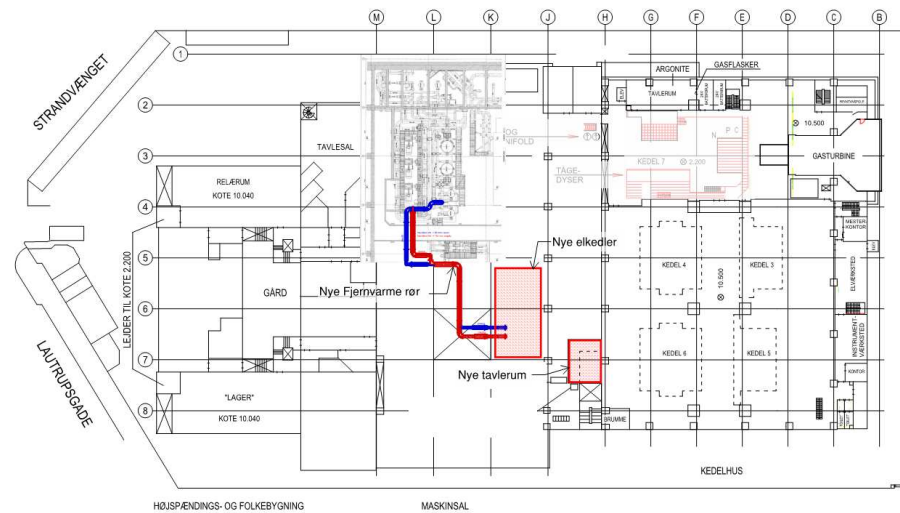 M
L
K
J
H
G
F
E
D
C
B
1
2
3
4
5
6
7
8
STRANDVÆNGET
LAUTRUPSGADE
LEJDER TIL KOTE 2.200
TAVLESAL
RELÆRUM
KOTE 10.040
GÅRD
"LAGER"
KOTE 10.040
Nye Fjernvarme rør
Nye elkedler
Nye tavlerum
OG
NIFOLD
TÅGE-
DYSER
ARGONITE
GASFLASKER
TAVLERUM
ELEV.
KEDEL 7
2.200
N
P C
10.500
GASTURBINE
MESTER-
KONTOR
ELVÆRKSTED
KEDEL 4
KEDEL 3
10.500
KEDEL 6
KEDEL 5
INSTRUMENT-
VÆRKSTED
KONTOR
BRUMME
KEDELHUS
HØJSPÆNDINGS- OG FOLKEBYGNING
MASKINSAL